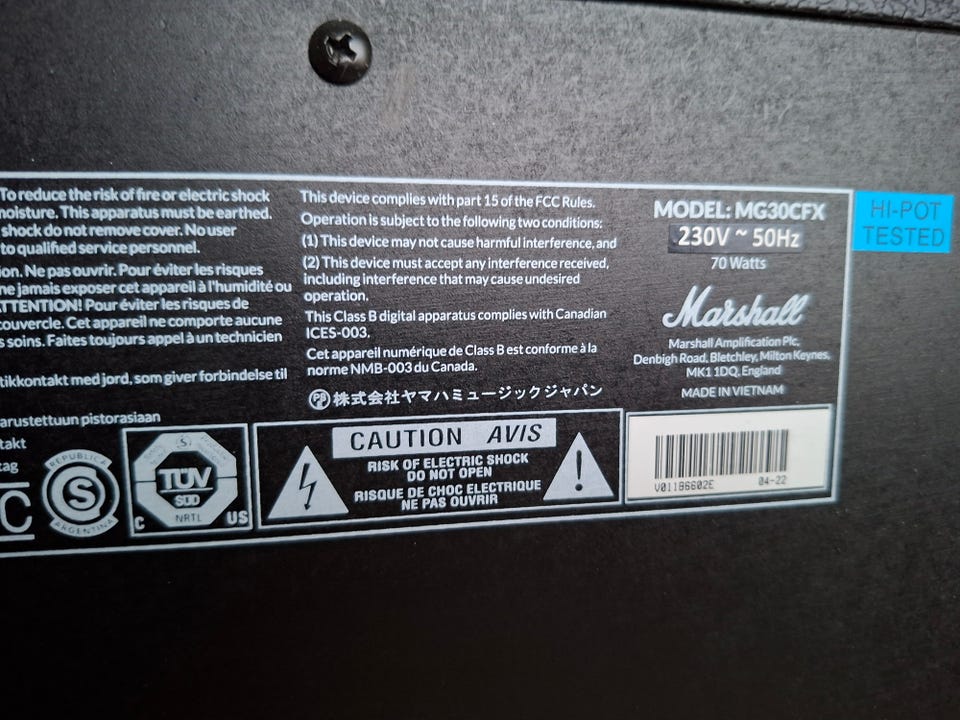 To reduce the risk of fire or electric shock
moisture. This apparatus must be earthed.
shock do not remove cover. No user
to qualified service personnel.
ion. Ne pas ouvrir. Pour éviter les risques
ne jamais exposer cet appareil à l'humidité ou
ATTENTION! Pour éviter les risques de
couvercle. Cet appareil ne comporte aucune
s soins. Faites toujours appel à un technicien
tikkontakt med jord, som giver forbindelse til
arustettuun pistorasiaan
takt
tag
C
REPUBLICA
S
ARGENTINA
TÜV
SÜD
NRTL
C US
This device complies with part 15 of the FCC Rules.
Operation is subject to the following two conditions:
(1) This device may not cause harmful interference, and
(2) This device must accept any interference received,
including interference that may cause undesired
operation.
This Class B digital apparatus complies with Canadian
ICES-003.
Cet appareil numérique de Class B est conforme à la
norme NMB-003 du Canada.
株式会社ヤマハミュージックジャパン
CAUTION AVIS
RISK OF ELECTRIC SHOCK
DO NOT OPEN
RISQUE DE CHOC ELECTRIQUE
NE PAS OUVRIR
MODEL: MG30CFX
230V ~ 50Hz
70 Watts
Marshall
Marshall Amplification Plc,
Denbigh Road, Bletchley, Milton Keynes,
MK1 1DQ, England
MADE IN VIETNAM
V01196602E 04-22
HI-POT
TESTED